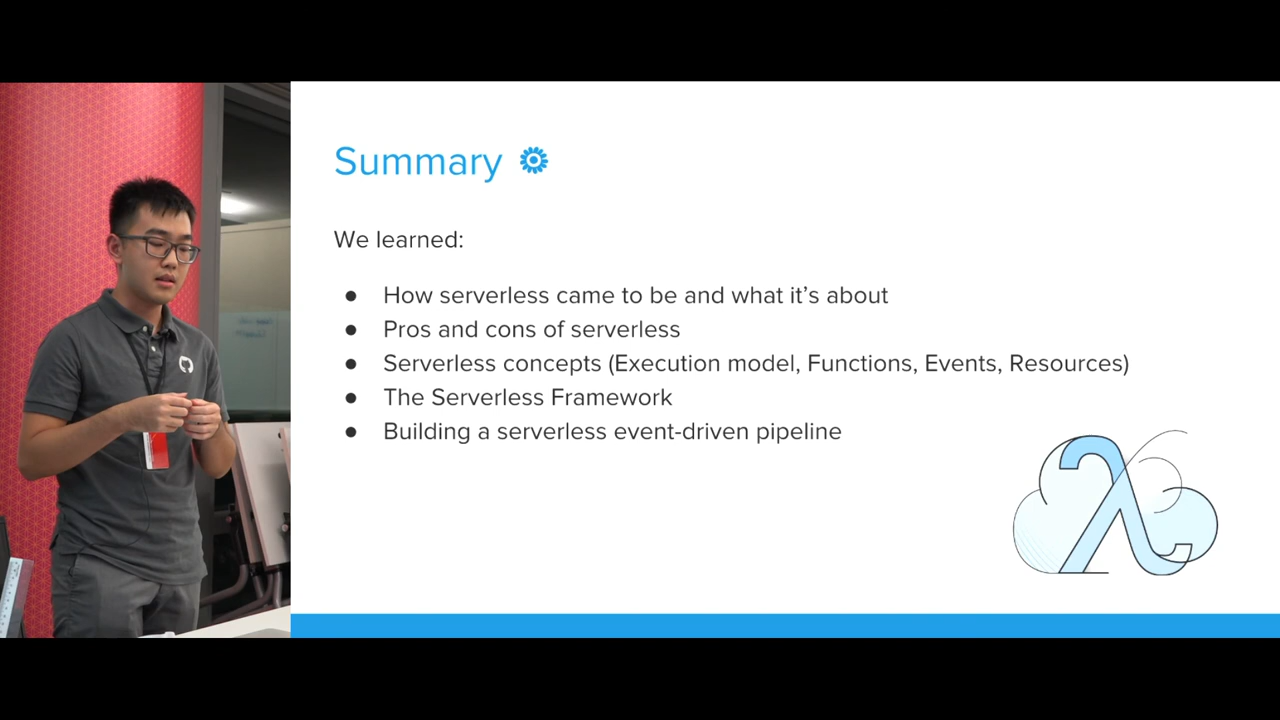 Summary
We learned:
● How serverless came to be and what it’s about
● Pros and cons of serverless
● Serverless concepts (Execution model, Functions, Events, Resources)
● The Serverless Framework
● Building a serverless event-driven pipeline